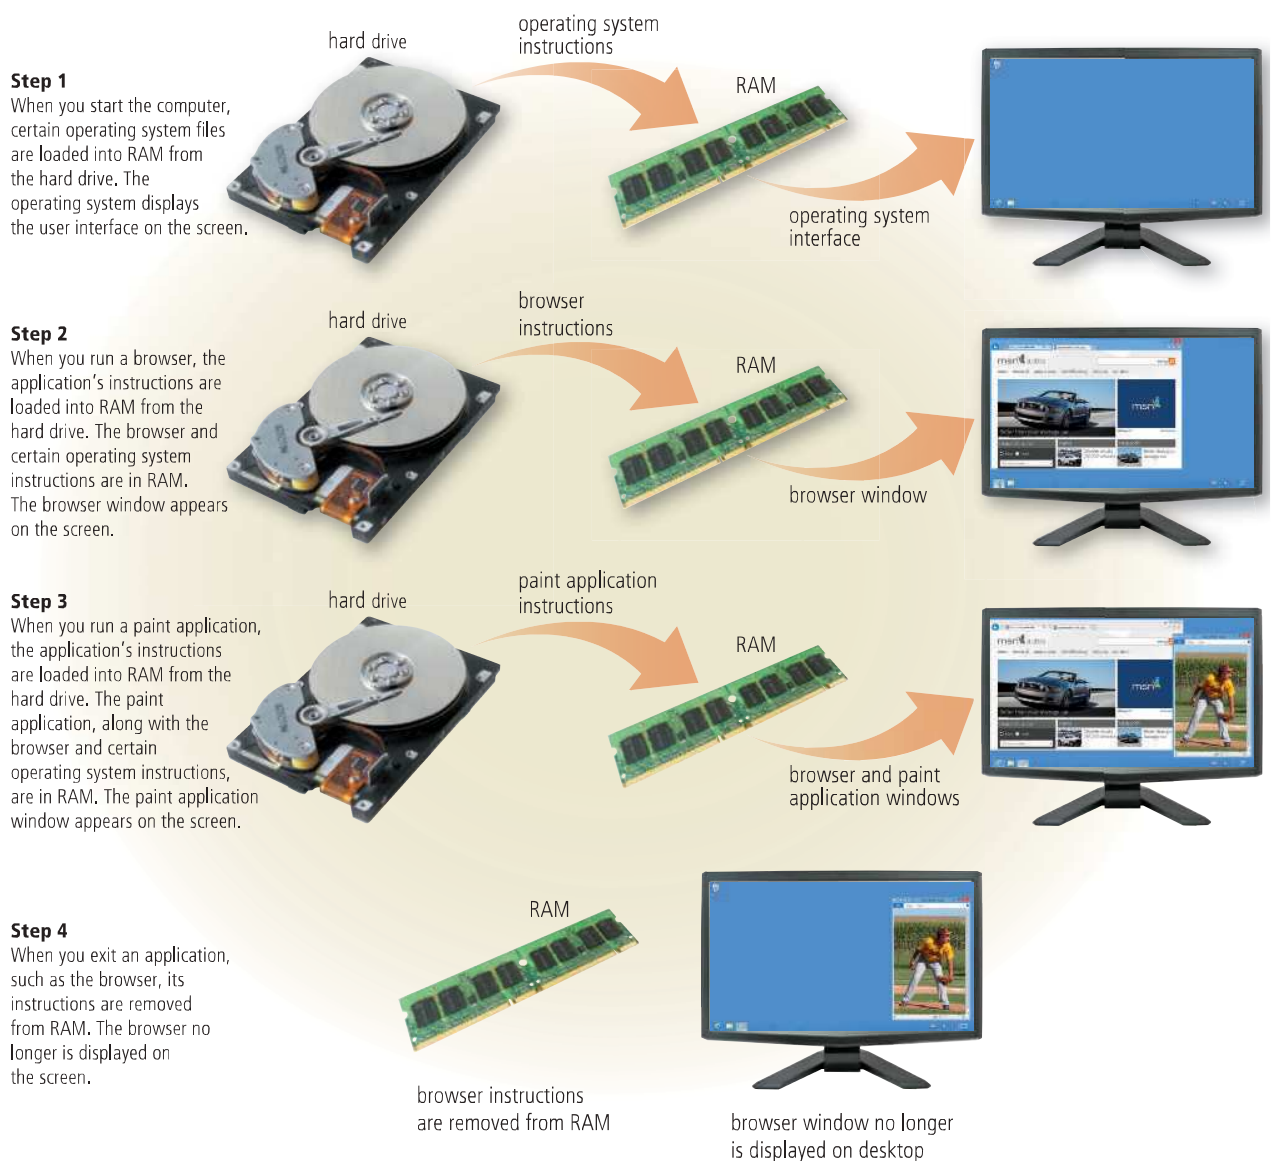 hard drive
operating system
instructions
RAM
operating system
interface
Step 1
When you start the computer,
certain operating system files
are loaded into RAM from
the hard drive. The
operating system displays
the user interface on the screen.
hard drive
browser
instructions
RAM
browser window
msn autos
msn
Step 2
When you run a browser, the
application's instructions are
loaded into RAM from the
hard drive. The browser and
certain operating system
instructions are in RAM.
The browser window appears
on the screen.
hard drive
paint application
instructions
RAM
browser and paint
application windows
msn autos
msn
Step 3
When you run a paint application,
the application's instructions
are loaded into RAM from the
hard drive. The paint
application, along with the
browser and certain
operating system instructions,
are in RAM. The paint application
window appears on the screen.
Step 4
When you exit an application,
such as the browser, its
instructions are removed
from RAM. The browser no
longer is displayed on
the screen.
RAM
browser instructions
are removed from RAM
browser window no longer
is displayed on desktop